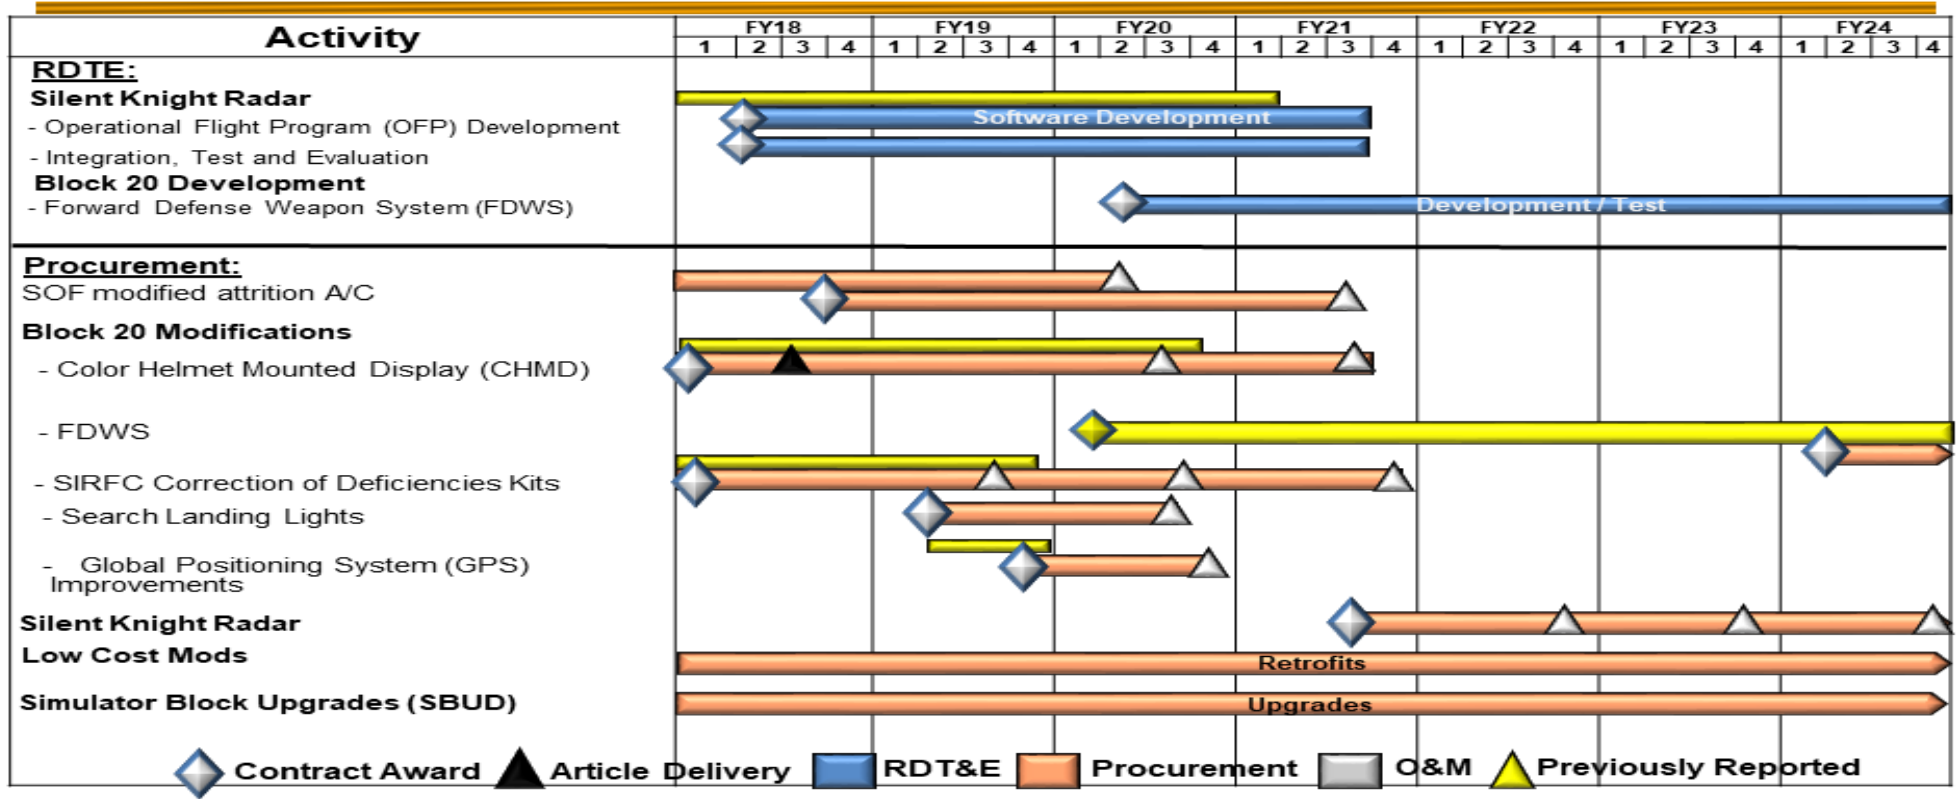 Activity
FY18 FY19 FY20 FY21 FY22 FY23 FY24
1 2 3 4 1 2 3 4 1 2 3 4 1 2 3 4 1 2 3 4 1 2 3 4 1 2 3 4
RDTE:
Silent Knight Radar
- Operational Flight Program (OFP) Development
Software Development
- Integration, Test and Evaluation
Block 20 Development
- Forward Defense Weapon System (FDWS)
Development / Test
Procurement:
SOF modified attrition A/C
Block 20 Modifications
- Color Helmet Mounted Display (CHMD)
- FDWS
- SIRFC Correction of Deficiencies Kits
- Search Landing Lights
- Global Positioning System (GPS)
Improvements
Silent Knight Radar
Low Cost Mods
Retrofits
Simulator Block Upgrades (SBUD)
Upgrades
Contract Award Article Delivery RDT&E Procurement O&M Previously Reported